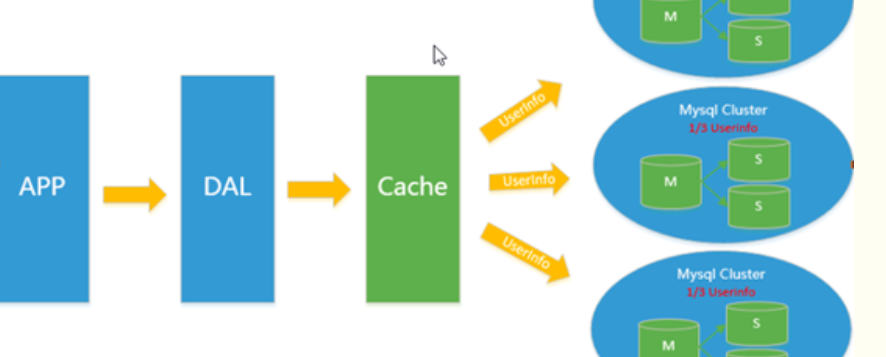 M
S
APP
DAL
Cache
UserInfo
UserInfo
UserInfo
Mysql Cluster
1/3 Userinfo
M
S
S
Mysql Cluster
1/3 Userinfo
M
S